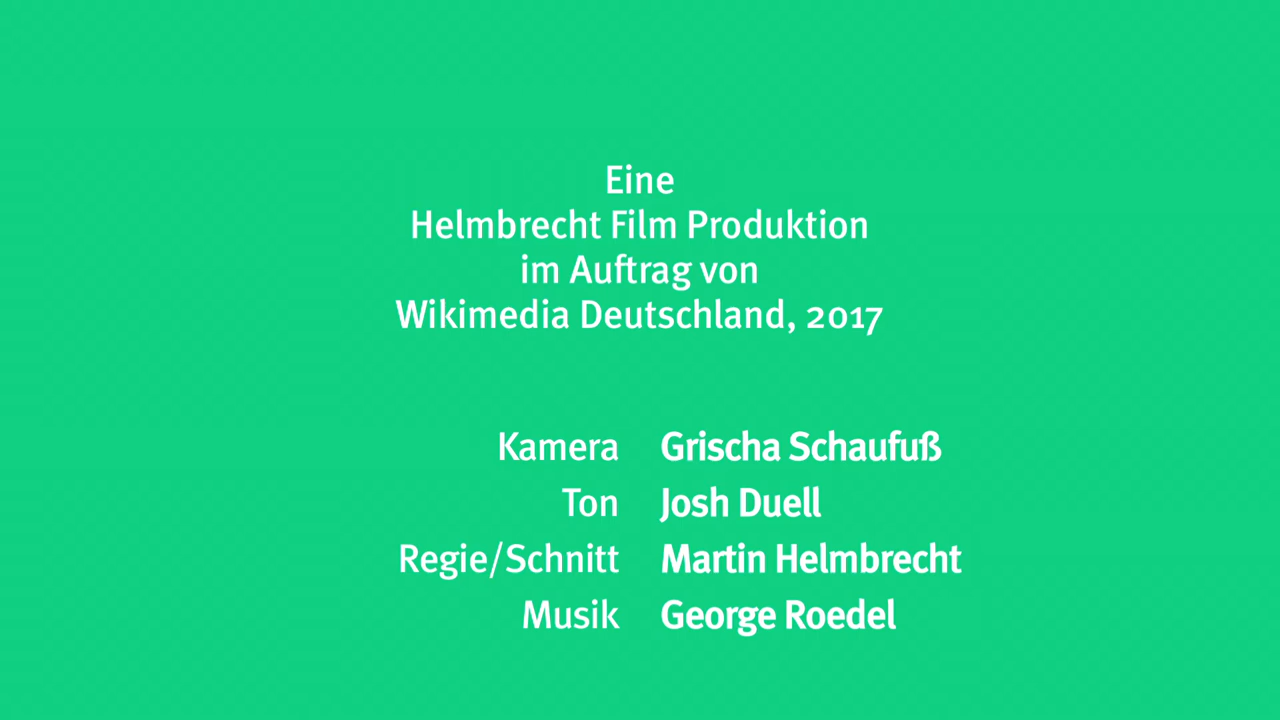 Eine
Helmbrecht Film Produktion
im Auftrag von
Wikimedia Deutschland, 2017
Kamera Grischa Schaufuß
Ton Josh Duell
Regie/Schnitt Martin Helmbrecht
Musik George Roedel